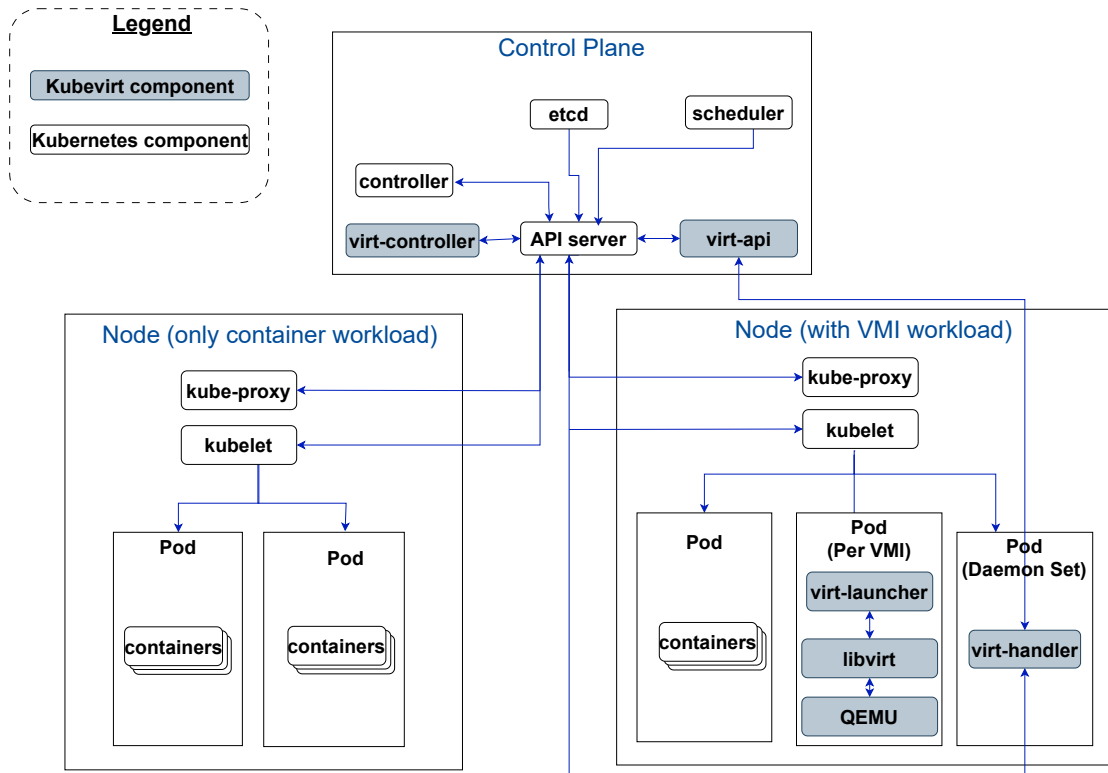 Legend
Kubevirt component
Kubernetes component
Control Plane
etcd
scheduler
controller
virt-controller
API server
virt-api
Node (only container workload)
kube-proxy
kubelet
Pod
containers
Pod
containers
Node (with VMI workload)
kube-proxy
kubelet
Pod
containers
Pod
(Per VMI)
virt-launcher
libvirt
QEMU
Pod
(Daemon Set)
virt-handler